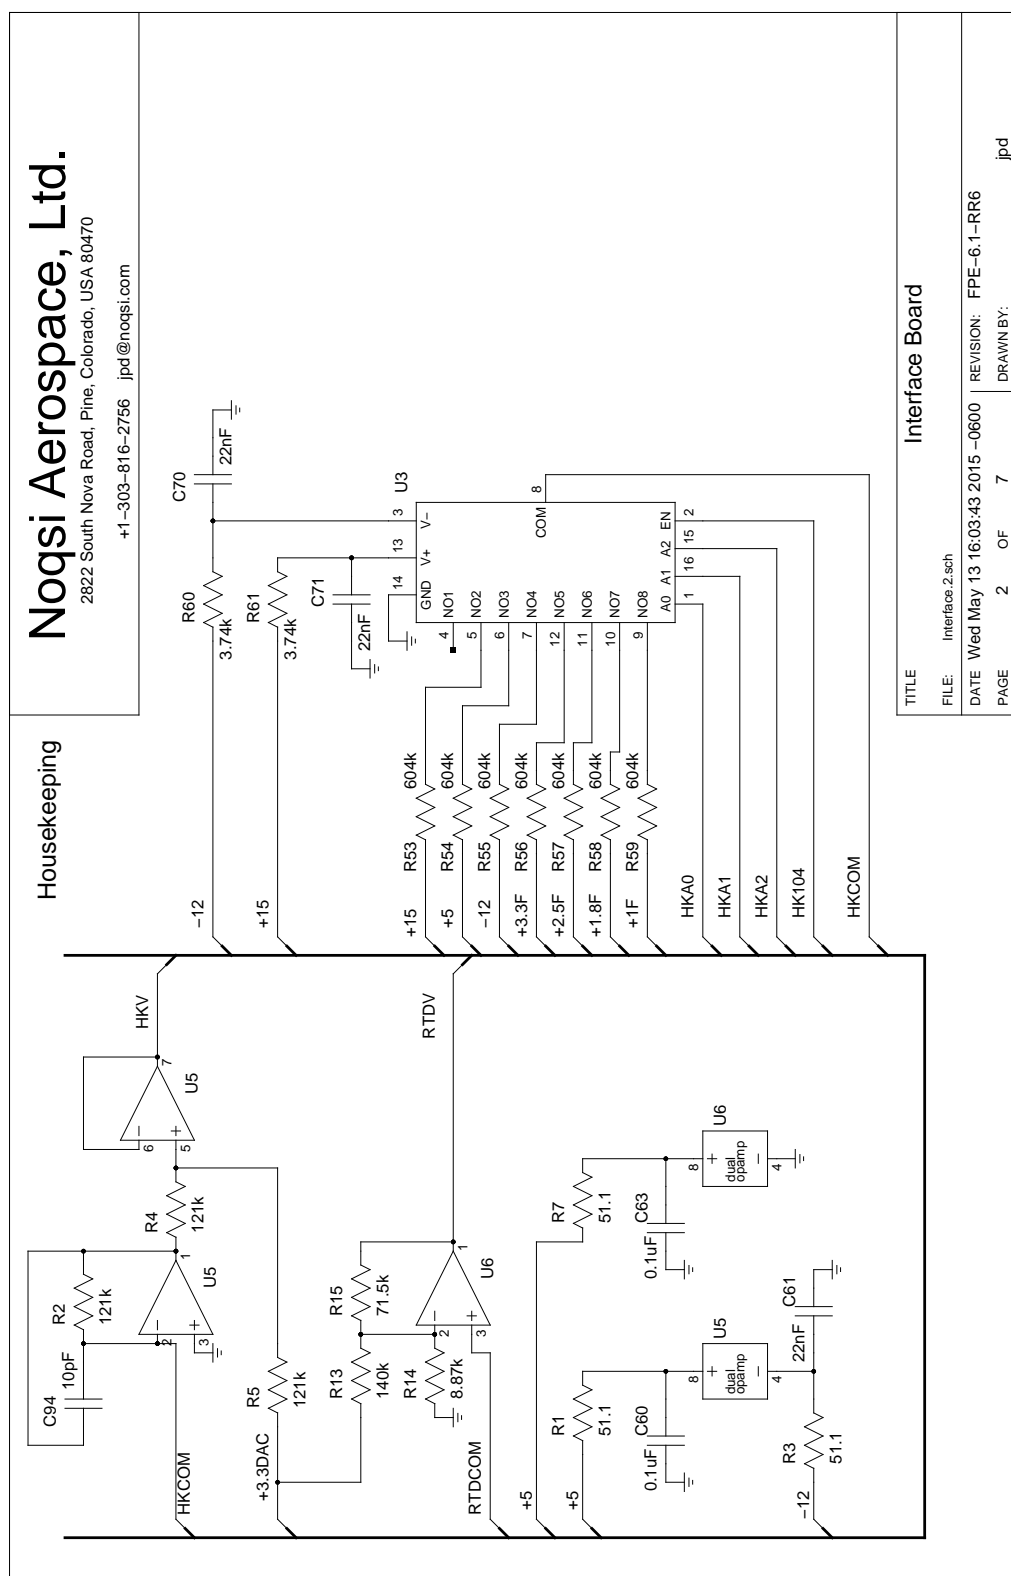 Noqsi Aerospace, Ltd.
2822 South Nova Road, Pine, Colorado, USA 80470
+1−303−816−2756 jpd@noqsi.com
Housekeeping
C94
10pF
R2
121k
2
3
1
U5
R4
121k
6
5
7
U5
HKV
HKCOM
R5
121k
+3.3DAC
R13
140k
R15
71.5k
R14
8.87k
2
3
1
U6
RTDCOM
RTDV
+5
R7
51.1
C63
0.1uF
8
+
dual
opamp
−
4
U6
+5
R1
51.1
C60
0.1uF
8
+
dual
opamp
−
4
U5
C61
22nF
R3
51.1
−12
−12
R60
3.74k
C70
22nF
+15
R61
3.74k
C71
22nF
U3
14
13
3
GND
V+
V−
4
NO1
5
NO2
6
NO3
7
NO4
12
NO5
11
NO6
10
NO7
9
NO8
COM
8
A0
A1
A2
EN
1
16
15
2
+15
R53
604k
+5
R54
604k
−12
R55
604k
+3.3F
R56
604k
+2.5F
R57
604k
+1.8F
R58
604k
+1F
R59
604k
HKA0
HKA1
HKA2
HK104
HKCOM
TITLE
Interface Board
FILE: Interface.2.sch
DATE Wed May 13 16:03:43 2015 −0600
REVISION: FPE−6.1−RR6
PAGE 2 OF 7
DRAWN BY: jpd